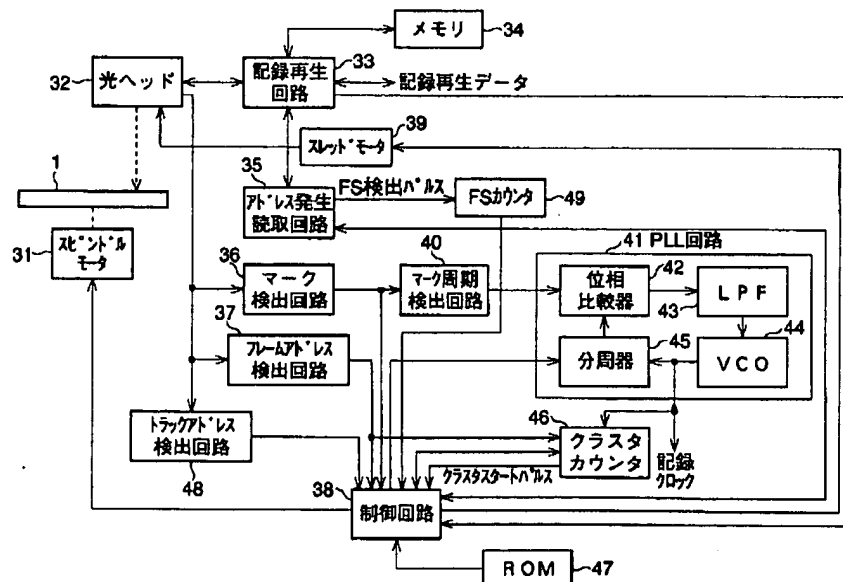 メモリ
34
33
32
光ヘッド
記録再生
回路
記録再生データ
39
スレッドモータ
1
35
アドレス発生
読取回路
FS検出パルス
FSカウンタ
49
31
スピンドル
モータ
36
マーク
検出回路
40
マーク周期
検出回路
41 PLL回路
位相
比較器
42
LPF
43
44
37
フレームアドレス
検出回路
分周器
45
VCO
トラックアドレス
検出回路
48
46
クラスタ
カウンタ
記録
クロック
クラスタスタートパルス
38
制御回路
ROM
47